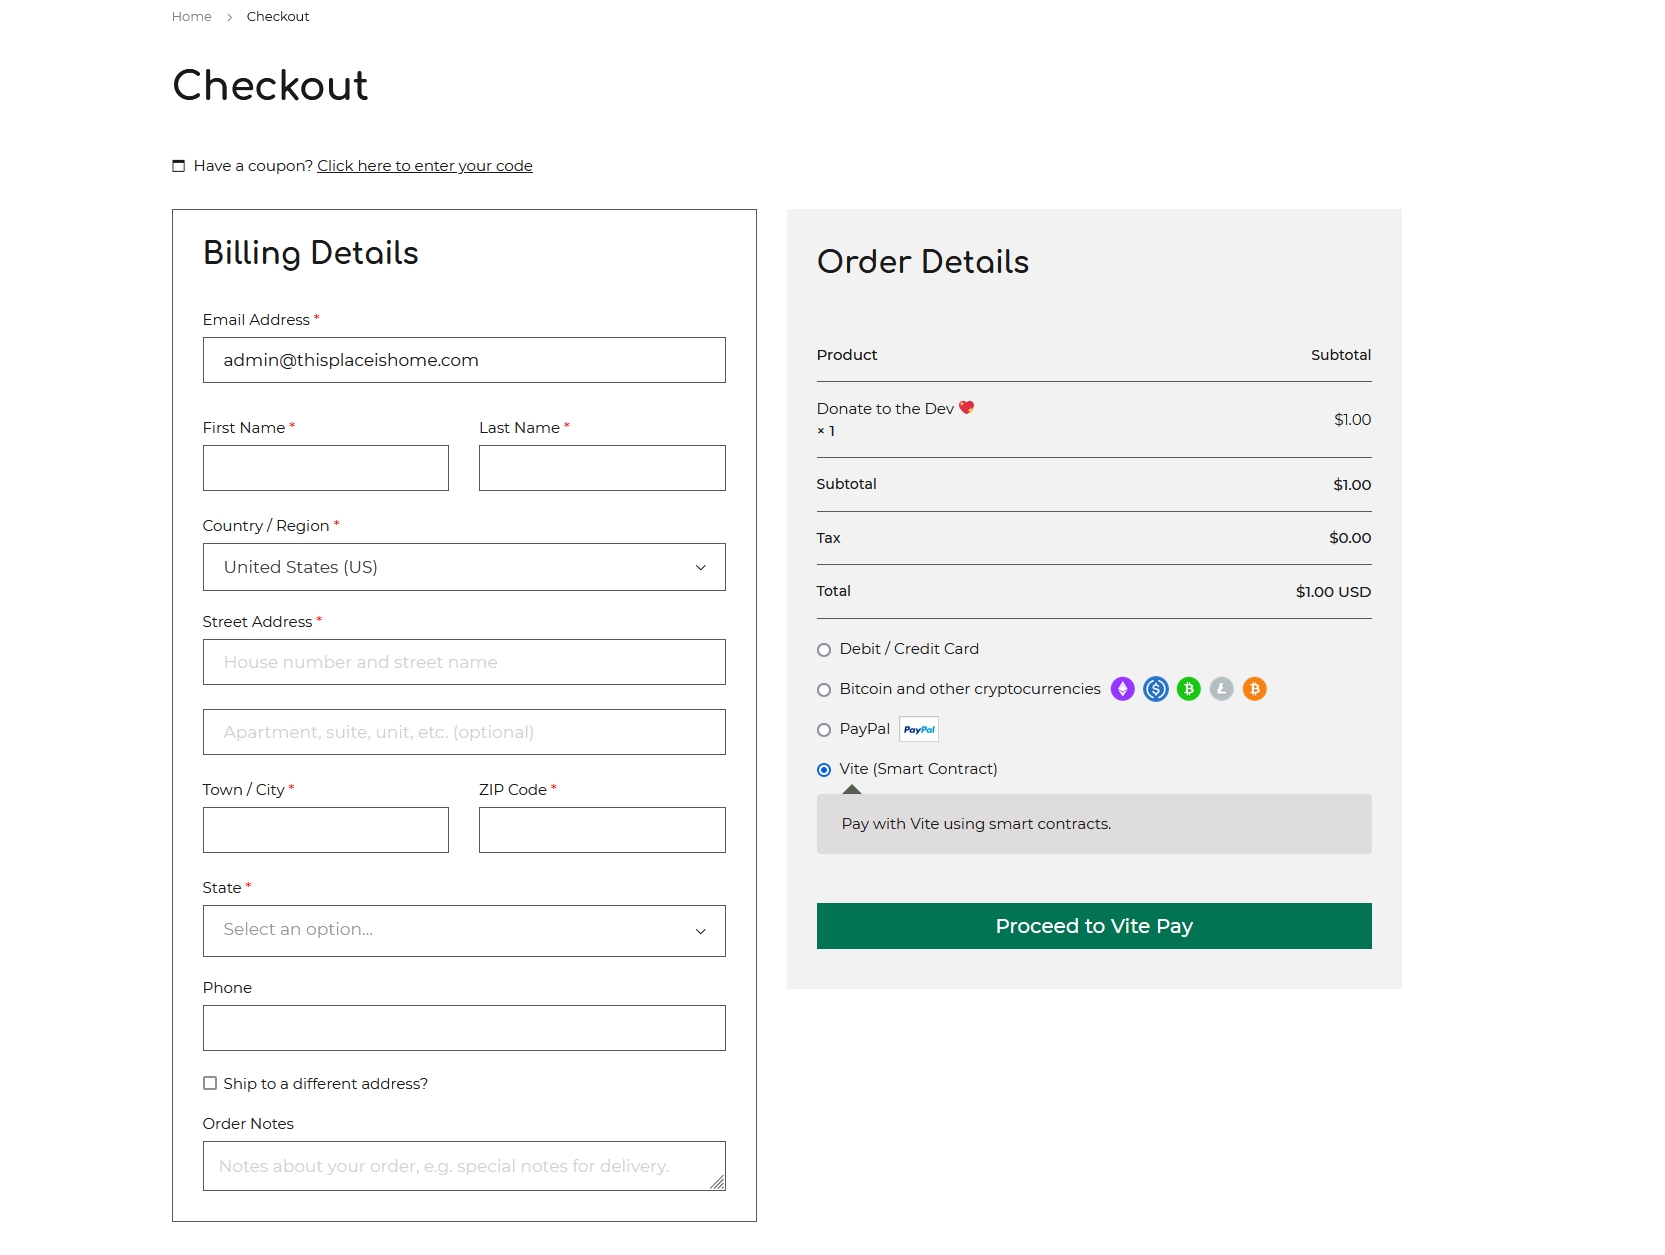 Home > Checkout
Checkout
Have a coupon? Click here to enter your code
Billing Details
Email Address *
admin@thisplaceishome.com
First Name * Last Name *
Country / Region *
United States (US)
Street Address *
House number and street name
Apartment, suite, unit, etc. (optional)
Town / City * ZIP Code *
State *
Select an option...
Phone
Ship to a different address?
Order Notes
Notes about your order, e.g. special notes for delivery.
Order Details
Product Subtotal
Donate to the Dev 💝 $1.00
× 1
Subtotal $1.00
Tax $0.00
Total $1.00 USD
Debit / Credit Card
Bitcoin and other cryptocurrencies
PayPal PayPal
Vite (Smart Contract)
Pay with Vite using smart contracts.
Proceed to Vite Pay